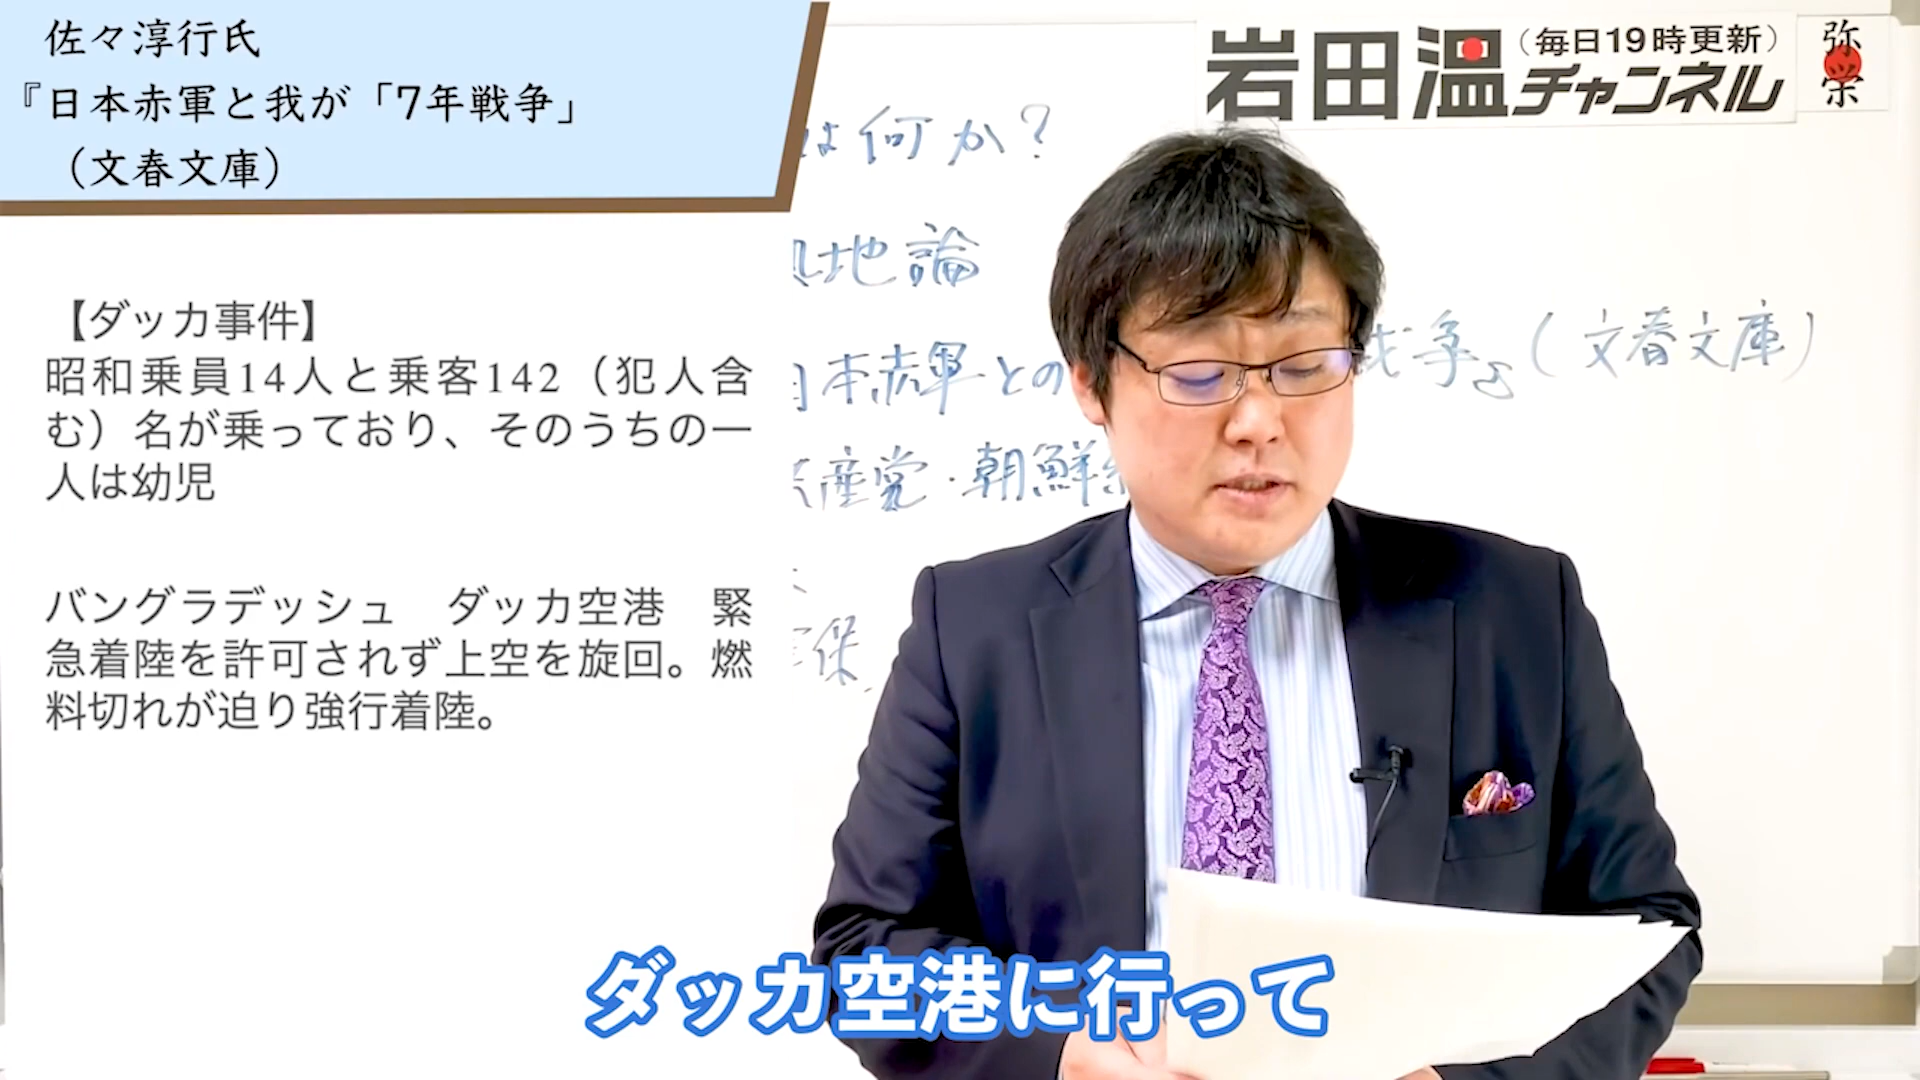 佐々淳行氏
『日本赤軍と我が「7年戦争」
（文春文庫）
岩田温チャンネル
（毎日19時更新）
弥栄
は何か？
地論
日本赤軍との
戦争』（文春文庫）
産党・朝鮮
保
【ダッカ事件】
昭和乗員14人と乗客142（犯人含
む）名が乗っており、そのうちの一
人は幼児
バングラデッシュ　ダッカ空港　緊
急着陸を許可されず上空を旋回。燃
料切れが迫り強行着陸。
ダッカ空港に行って